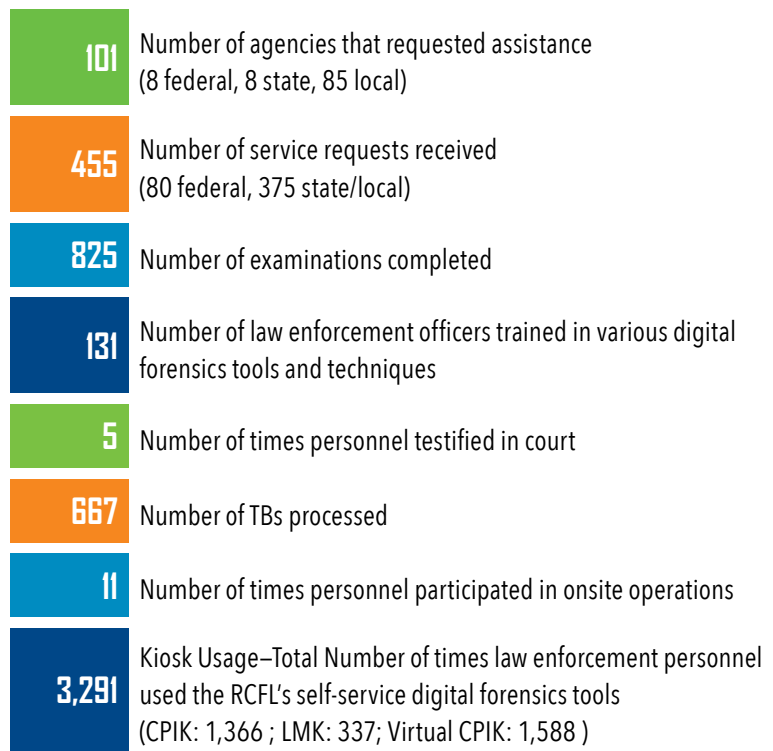 101
Number of agencies that requested assistance
(8 federal, 8 state, 85 local)
455
Number of service requests received
(80 federal, 375 state/local)
825
Number of examinations completed
131
Number of law enforcement officers trained in various digital
forensics tools and techniques
5
Number of times personnel testified in court
667
Number of TBs processed
11
Number of times personnel participated in onsite operations
3,291
Kiosk Usage–Total Number of times law enforcement personnel
used the RCFL’s self-service digital forensics tools
(CPIK: 1,366 ; LMK: 337; Virtual CPIK: 1,588 )